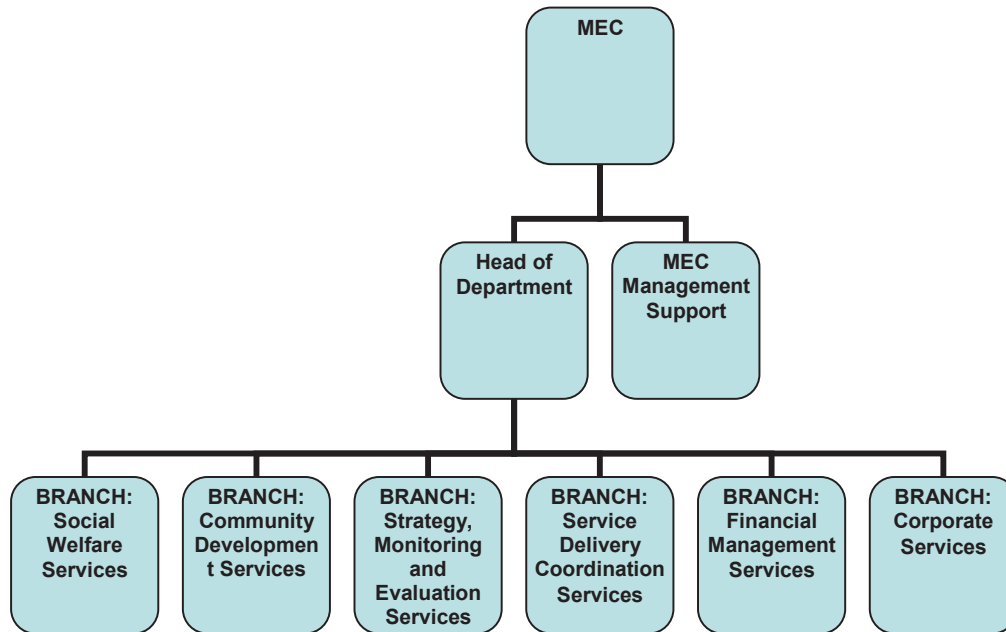 MEC
Head of
Department
MEC
Management
Support
BRANCH:
Social
Welfare
Services
BRANCH:
Community
Developmen
t Services
BRANCH:
Strategy,
Monitoring
and
Evaluation
Services
BRANCH:
Service
Delivery
Coordination
Services
BRANCH:
Financial
Management
Services
BRANCH:
Corporate
Services